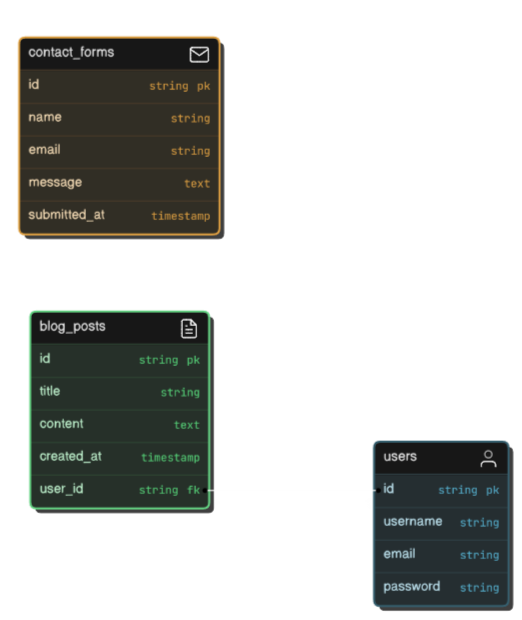 contact_forms
id string pk
name string
email string
message text
submitted_at timestamp
blog_posts
id string pk
title string
content text
created_at timestamp
user_id string fk
users
id string pk
username string
email string
password string